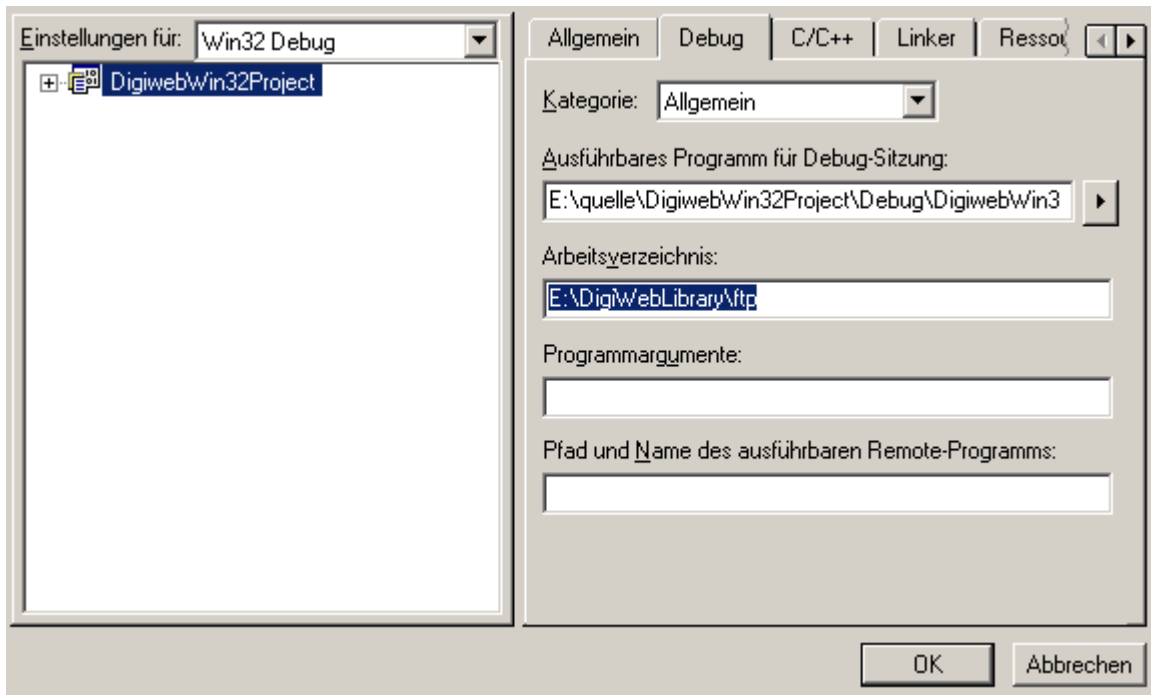 Einstellungen für: Win32 Debug
DigiwebWin32Project
Allgemein Debug C/C++ Linker
Kategorie: Allgemein
Ausführbares Programm für Debug-Sitzung:
E:\quelle\DigiwebWin32Project\Debug\DigiwebWin3
Arbeitsverzeichnis:
E:\DigiWebLibrary\ftp
Programmargumente:
Pfad und Name des ausführbaren Remote-Programms:
OK Abbrechen